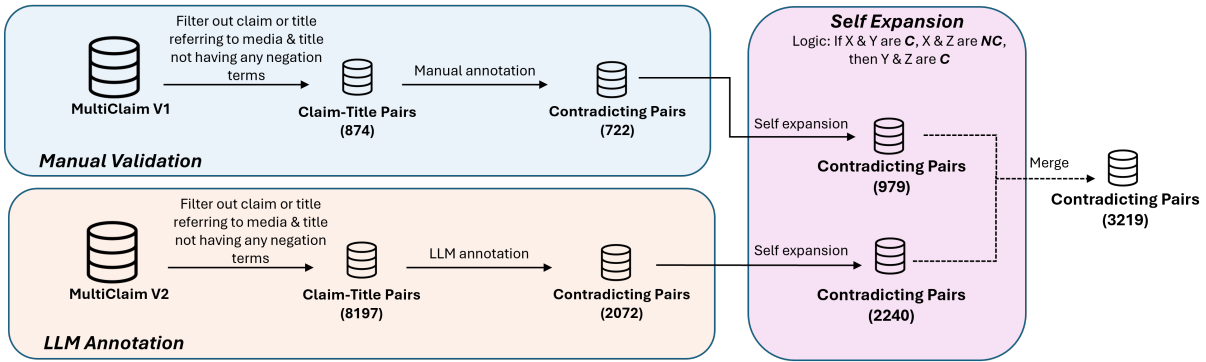 Filter out claim or title
referring to media & title
not having any negation
terms
MultiClaim V1
Claim-Title Pairs
(874)
Manual annotation
Contradicting Pairs
(722)
Manual Validation
Filter out claim or title
referring to media & title
not having any negation
terms
MultiClaim V2
Claim-Title Pairs
(8197)
LLM annotation
Contradicting Pairs
(2072)
LLM Annotation
Self Expansion
Logic: If X & Y are C, X & Z are NC,
then Y & Z are C
Self expansion
Contradicting Pairs
(979)
Self expansion
Contradicting Pairs
(2240)
Merge
Contradicting Pairs
(3219)